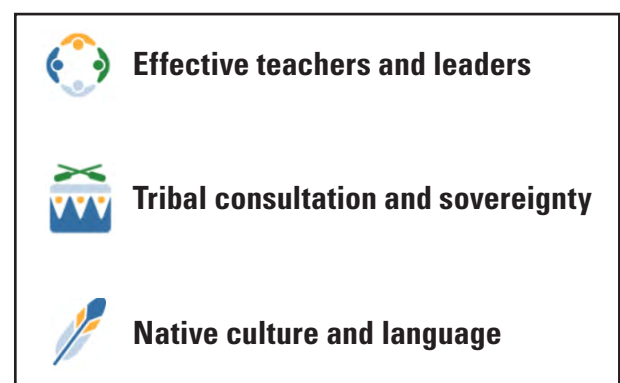 Effective teachers and leaders
Tribal consultation and sovereignty
Native culture and language